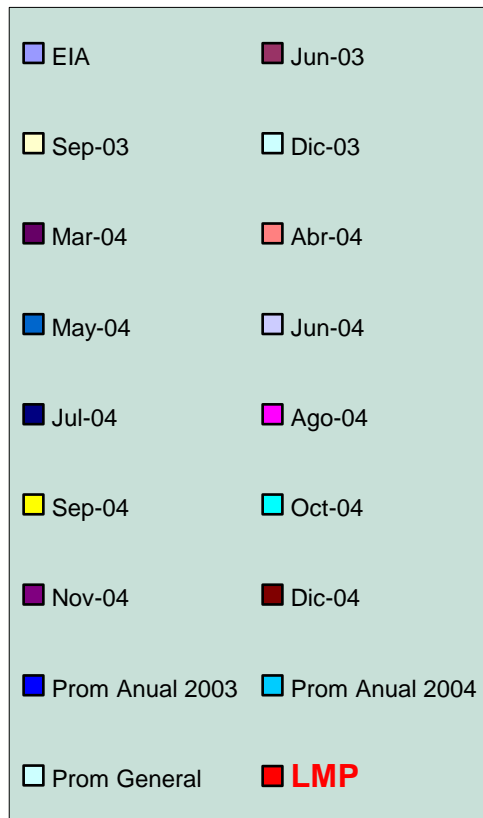 EIA Jun-03
Sep-03 Dic-03
Mar-04 Abr-04
May-04 Jun-04
Jul-04 Ago-04
Sep-04 Oct-04
Nov-04 Dic-04
Prom Anual 2003 Prom Anual 2004
Prom General LMP